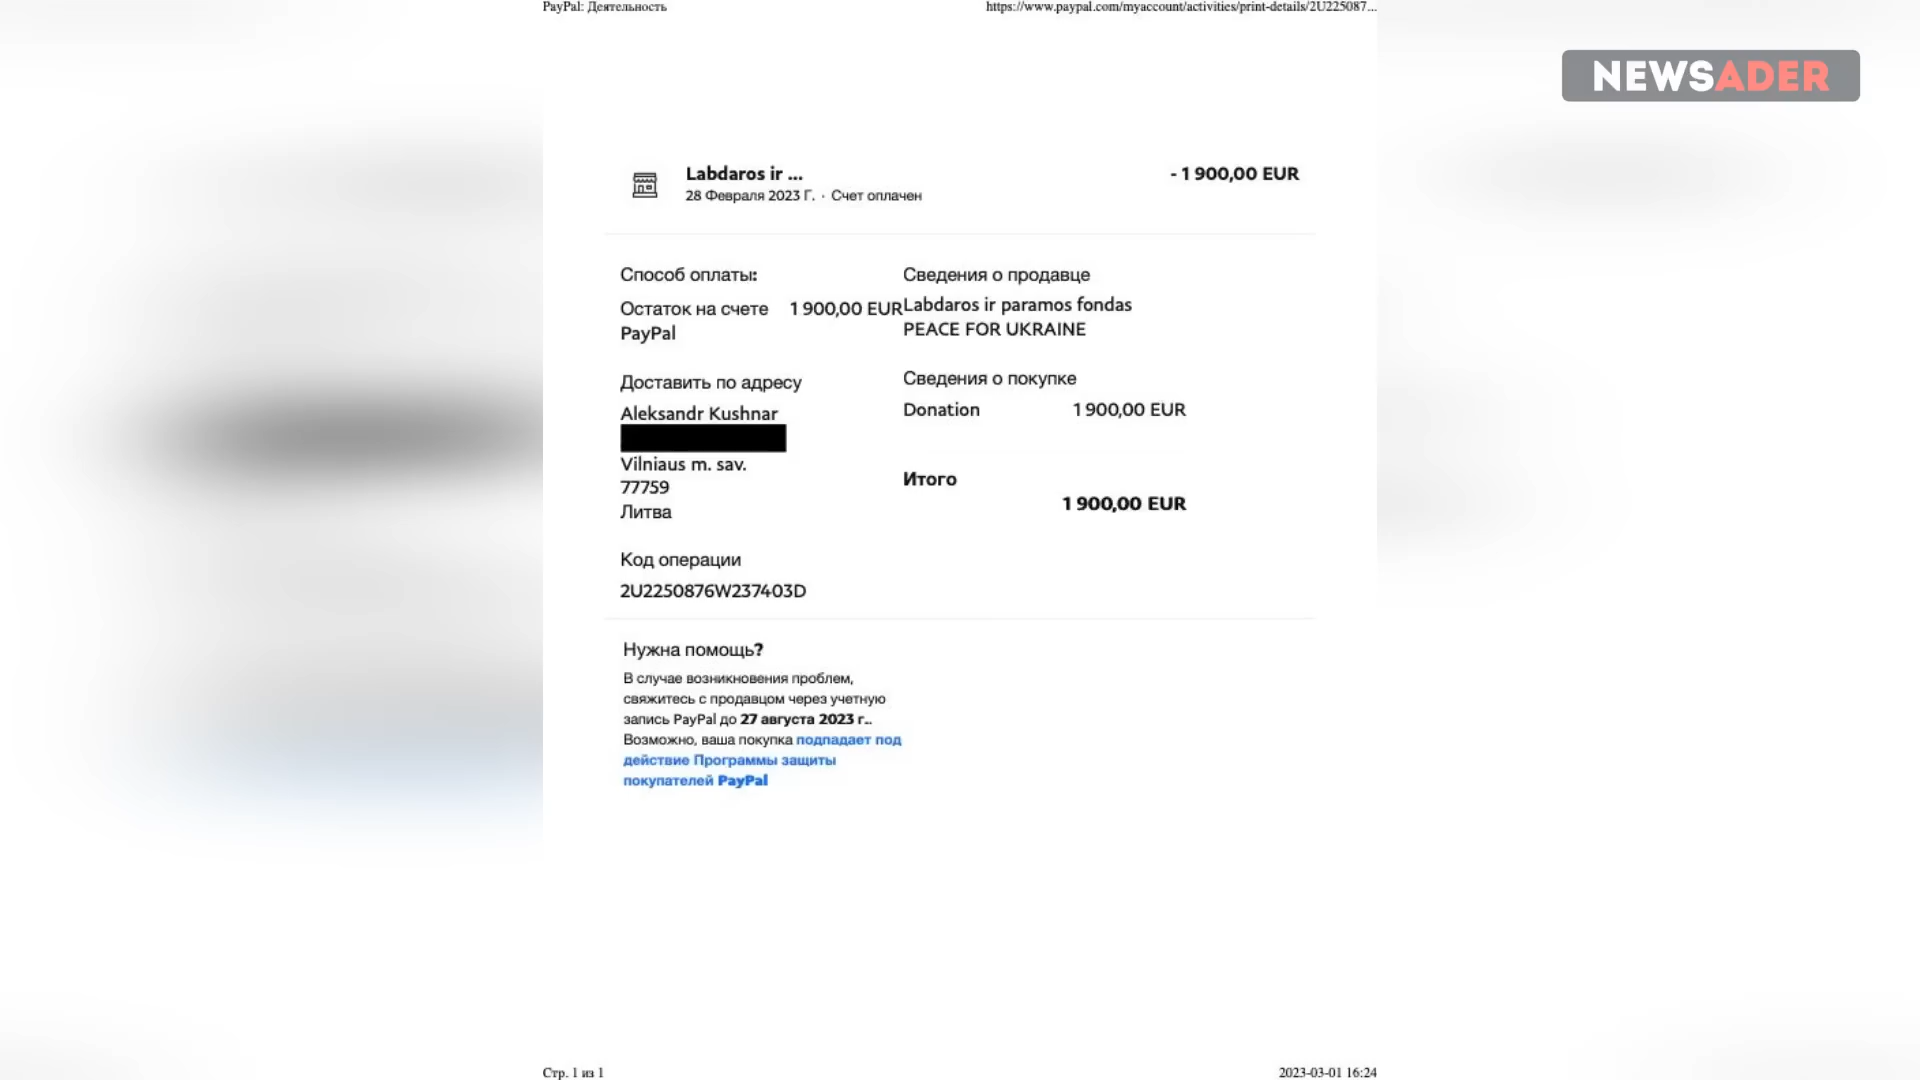 PayPal: Деятельность
https://www.paypal.com/myaccount/activities/print-details/2U225087...
NEWSADER
Labdaros ir ...
- 1 900,00 EUR
28 Февраля 2023 Г. · Счет оплачен
Способ оплаты:
Остаток на счете 1 900,00 EUR
PayPal
Доставить по адресу
Aleksandr Kushnar
Vilniaus m. sav.
77759
Литва
Код операции
2U2250876W237403D
Сведения о продавце
Labdaros ir paramos fondas
PEACE FOR UKRAINE
Сведения о покупке
Donation 1 900,00 EUR
Итого
1 900,00 EUR
Нужна помощь?
В случае возникновения проблем,
свяжитесь с продавцом через учетную
запись PayPal до 27 августа 2023 г..
Возможно, ваша покупка подпадает под
действие Программы защиты
покупателей PayPal
Стр. 1 из 1
2023-03-01 16:24